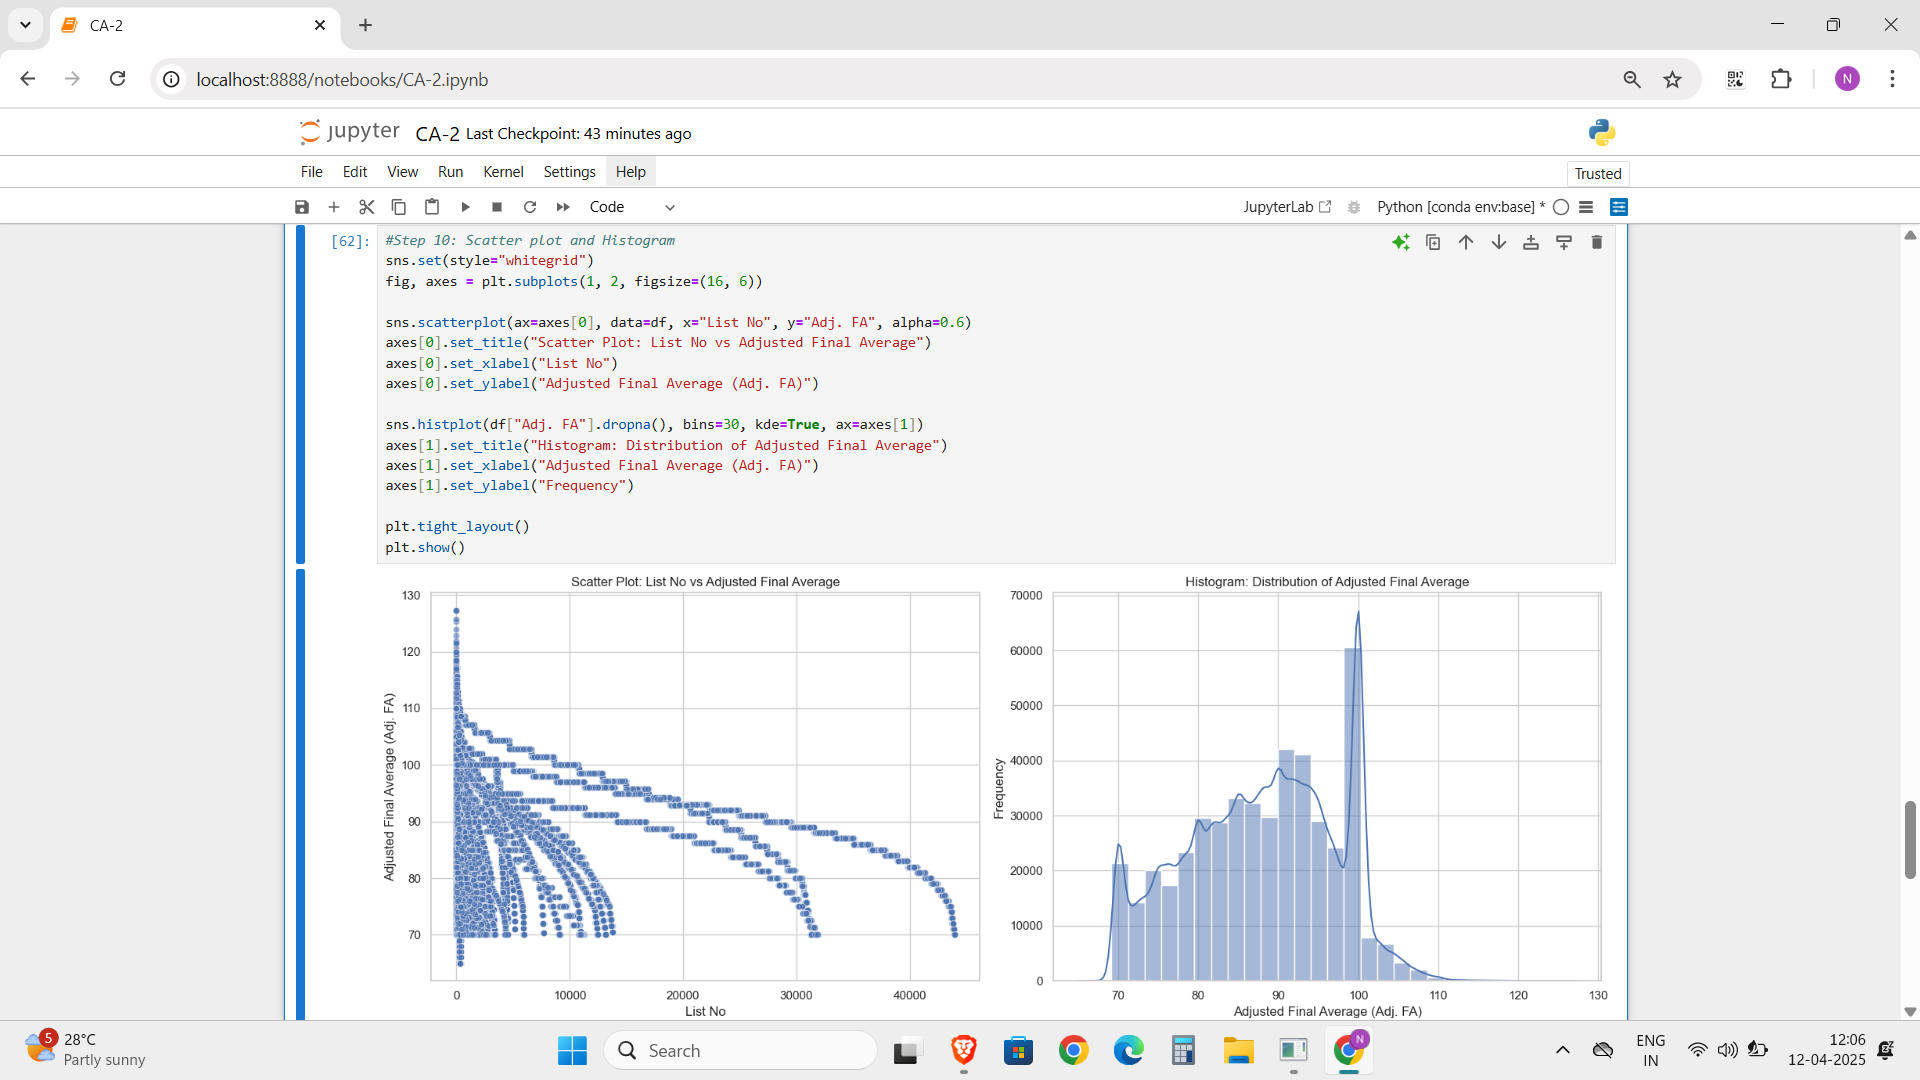 CA-2
localhost:8888/notebooks/CA-2.ipynb
N
jupyter CA-2 Last Checkpoint: 43 minutes ago
File Edit View Run Kernel Settings Help
Trusted
Code
JupyterLab
Python [conda env:base] *
[62]:
#Step 10: Scatter plot and Histogram
sns.set(style="whitegrid")
fig, axes = plt.subplots(1, 2, figsize=(16, 6))
sns.scatterplot(ax=axes[0], data=df, x="List No", y="Adj. FA", alpha=0.6)
axes[0].set_title("Scatter Plot: List No vs Adjusted Final Average")
axes[0].set_xlabel("List No")
axes[0].set_ylabel("Adjusted Final Average (Adj. FA)")
sns.histplot(df["Adj. FA"].dropna(), bins=30, kde=True, ax=axes[1])
axes[1].set_title("Histogram: Distribution of Adjusted Final Average")
axes[1].set_xlabel("Adjusted Final Average (Adj. FA)")
axes[1].set_ylabel("Frequency")
plt.tight_layout()
plt.show()
Scatter Plot: List No vs Adjusted Final Average
130
120
110
100
90
80
70
Adjusted Final Average (Adj. FA)
0 10000 20000 30000 40000
List No
Histogram: Distribution of Adjusted Final Average
70000
60000
50000
40000
30000
20000
10000
0
Frequency
70 80 90 100 110 120 130
Adjusted Final Average (Adj. FA)
5
28°C
Partly sunny
Search
N
ENG
IN
12:06
12-04-2025